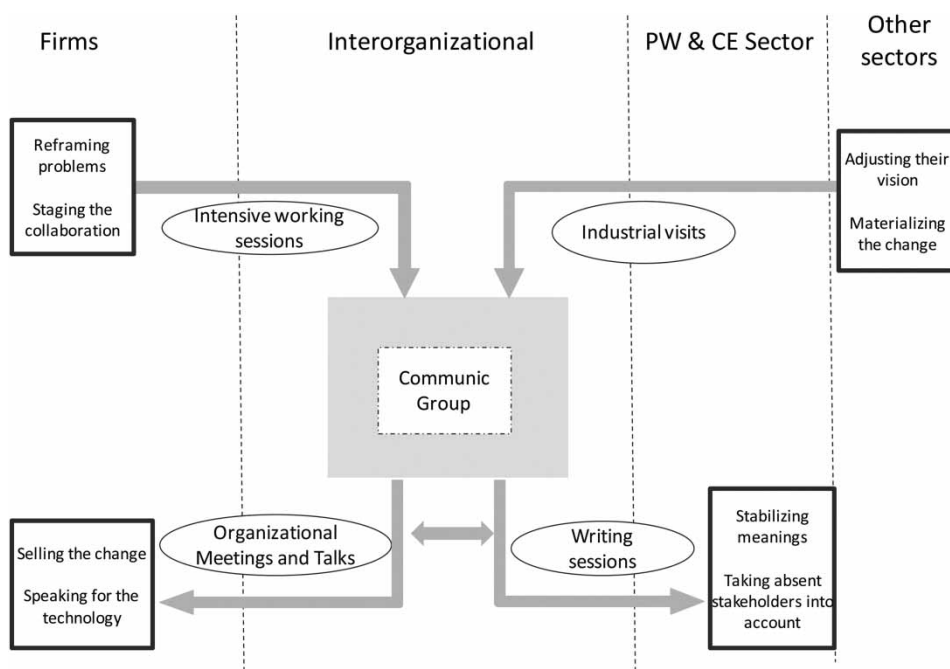 Firms
Interorganizational
PW & CE Sector
Other
sectors
Reframing
problems
Staging the
collaboration
Intensive working
sessions
Industrial visits
Adjusting their
vision
Materializing
the change
Communic
Group
Selling the change
Speaking for the
technology
Organizational
Meetings and Talks
Writing
sessions
Stabilizing
meanings
Taking absent
stakeholders into
account